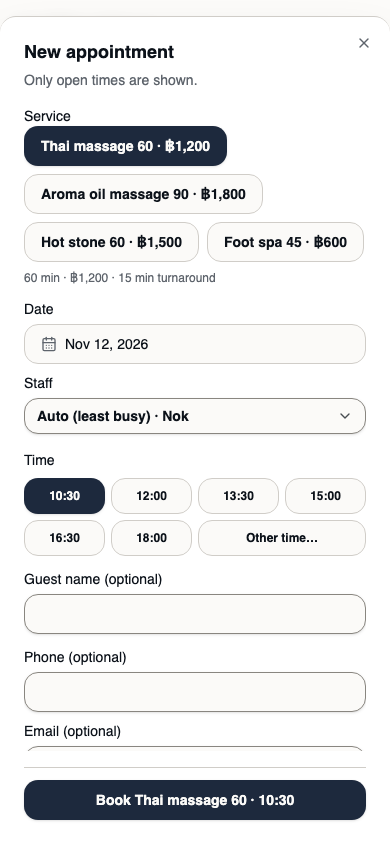 New appointment
Only open times are shown.
Service
Thai massage 60 · ฿1,200
Aroma oil massage 90 · ฿1,800
Hot stone 60 · ฿1,500
Foot spa 45 · ฿600
60 min · ฿1,200 · 15 min turnaround
Date
Nov 12, 2026
Staff
Auto (least busy) · Nok
Time
10:30
12:00
13:30
15:00
16:30
18:00
Other time...
Guest name (optional)
Phone (optional)
Email (optional)
Book Thai massage 60 · 10:30